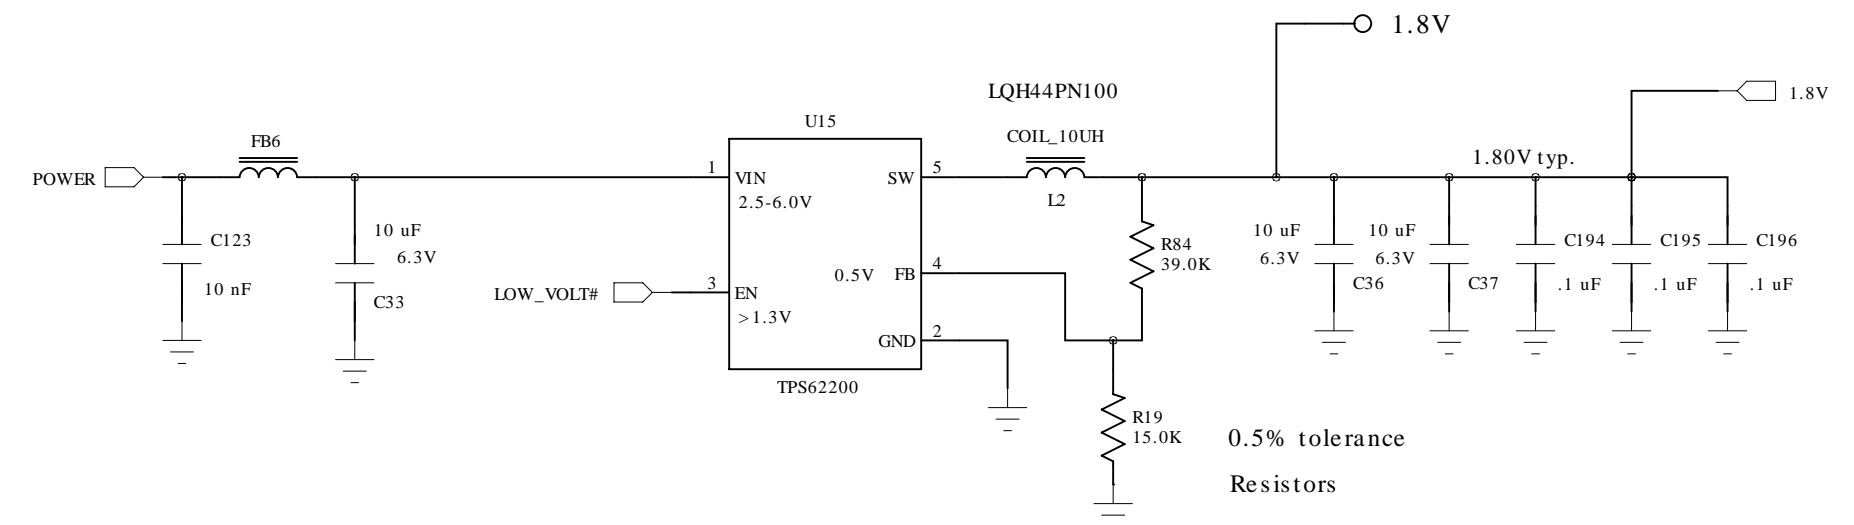 1.8V
LQH44PN100
1.8V
U15
FB6
COIL_10UH
1.80V typ.
POWER
1
VIN
SW
5
2.5-6.0V
L2
C123
10 uF
6.3V
R84
39.0K
10 uF
6.3V
10 uF
6.3V
C194
C195
C196
10 nF
C33
LOW_VOLT#
3
EN
>1.3V
0.5V
FB
4
C36
C37
.1 uF
.1 uF
.1 uF
GND
2
TPS62200
R19
15.0K
0.5% tolerance
Resistors